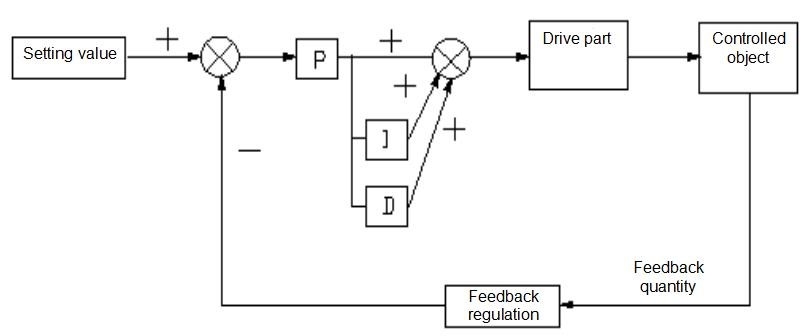 Setting value
+
P
+
+
I
+
D
Drive part
Controlled
object
−
Feedback
quantity
Feedback
regulation